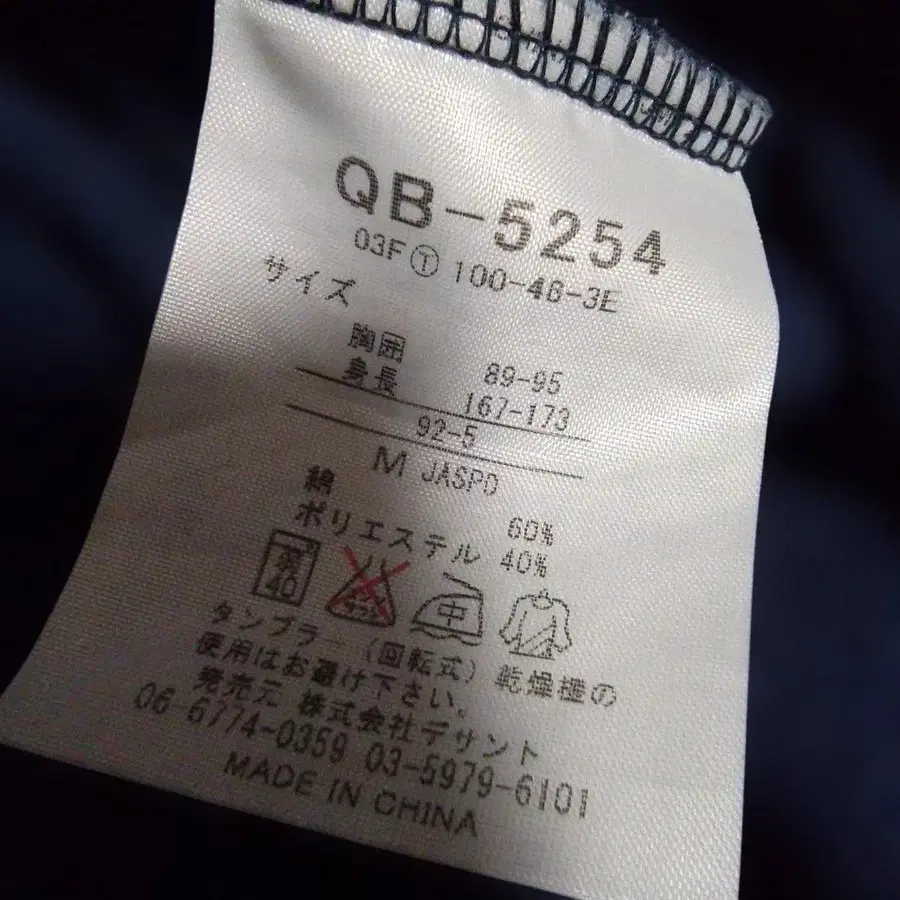 QB-5254
03F Ⓣ 100-48-3E
サイズ
胸囲 89-95
身長 167-173
92-5
M JASPO
綿 60%
ポリエステル 40%
40
中
タンブラー(回転式)乾燥機の
使用はお避け下さい。
発売元 株式会社デサント
06-6774-0359 03-5979-6101
MADE IN CHINA